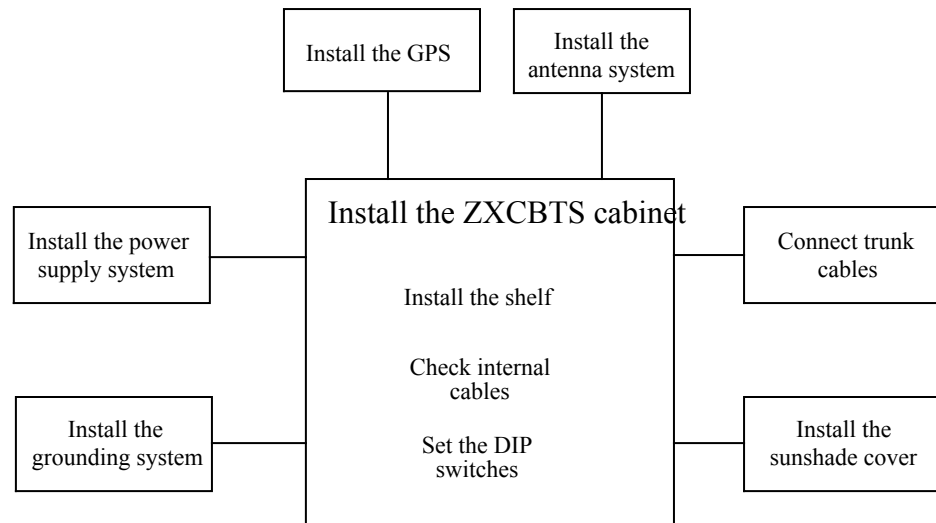 Install the GPS
Install the
antenna system
Install the ZXCBTS cabinet
Install the power
supply system
Connect trunk
cables
Install the shelf
Check internal
cables
Install the
grounding system
Set the DIP
switches
Install the
sunshade cover